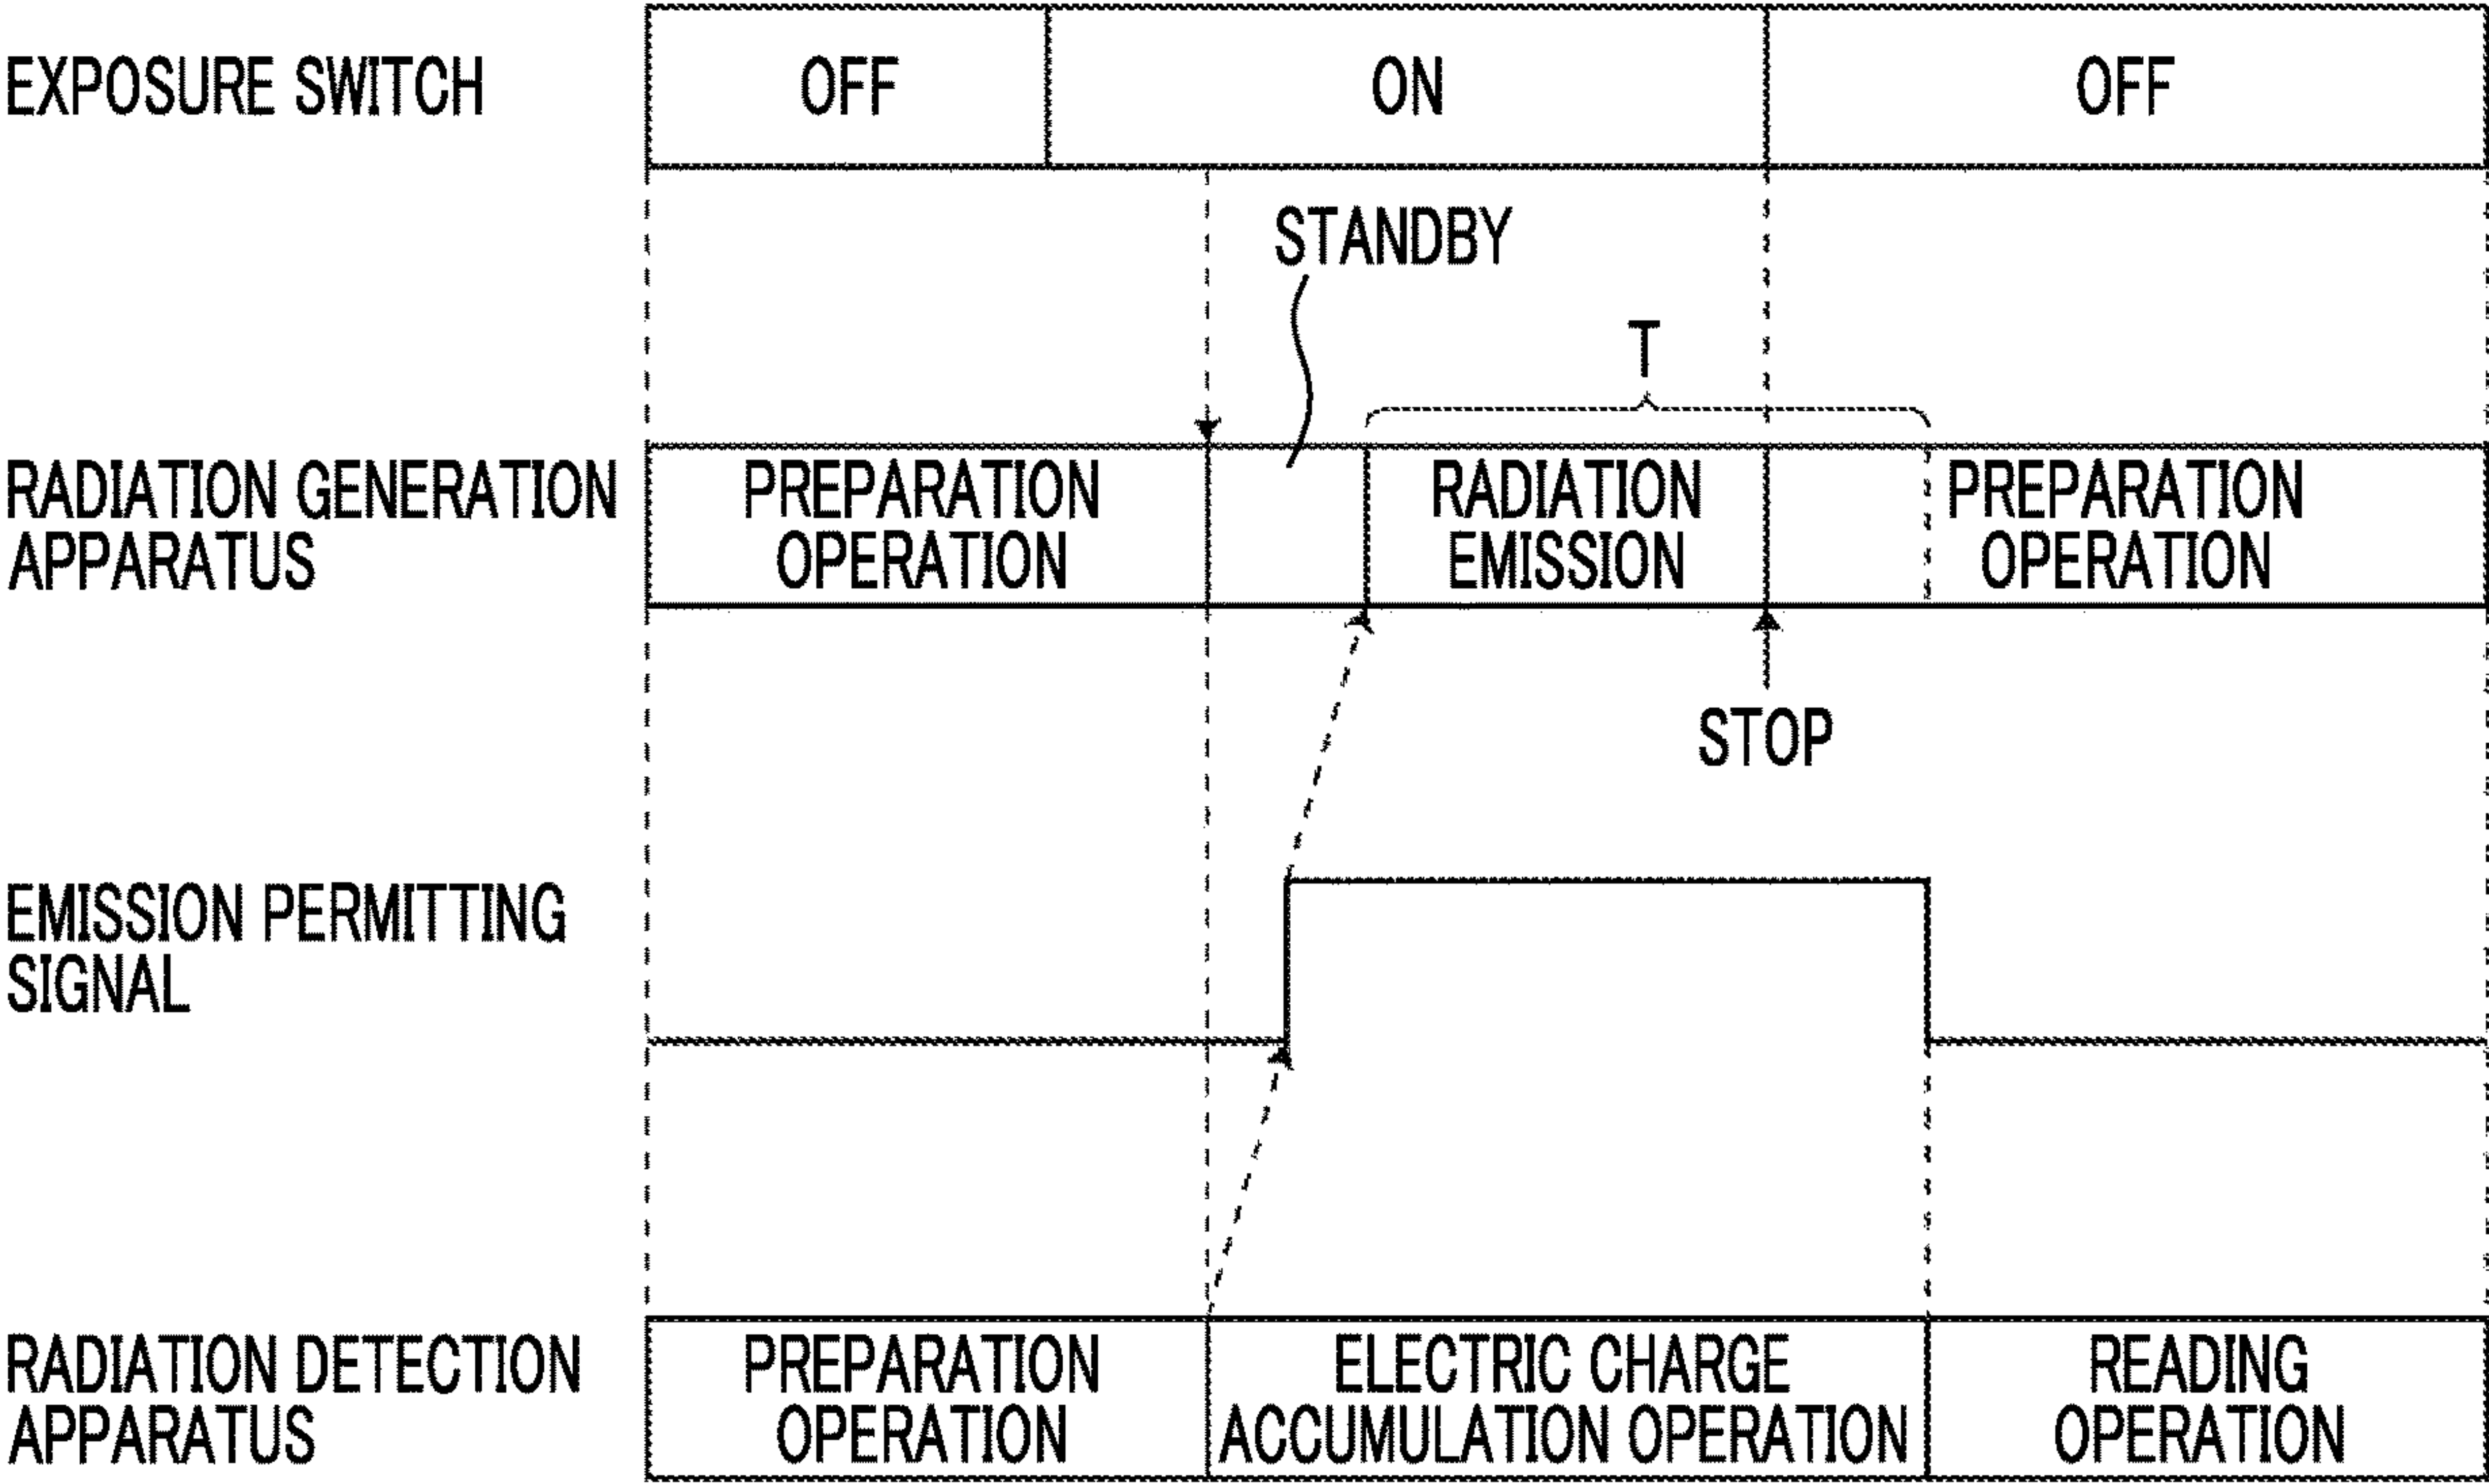 EXPOSURE SWITCH
OFF
ON
OFF
STANDBY
T
RADIATION GENERATION
APPARATUS
PREPARATION
OPERATION
RADIATION
EMISSION
PREPARATION
OPERATION
STOP
EMISSION PERMITTING
SIGNAL
RADIATION DETECTION
APPARATUS
PREPARATION
OPERATION
ELECTRIC CHARGE
ACCUMULATION OPERATION
READING
OPERATION